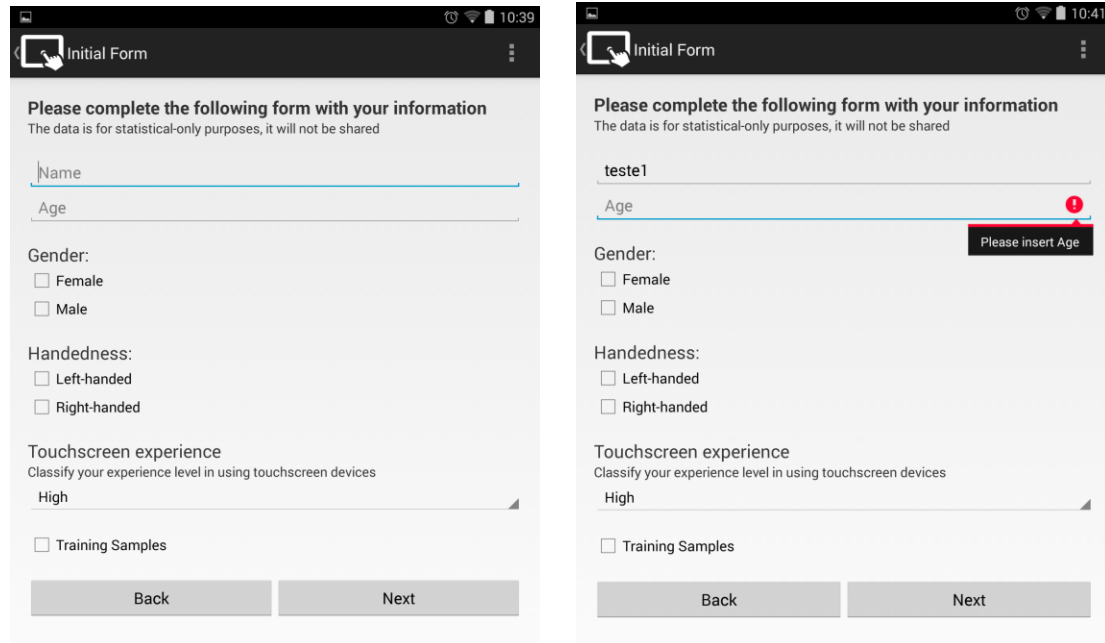 10:39
Initial Form
Please complete the following form with your information
The data is for statistical-only purposes, it will not be shared
Name
Age
Gender:
Female
Male
Handedness:
Left-handed
Right-handed
Touchscreen experience
Classify your experience level in using touchscreen devices
High
Training Samples
Back Next
10:41
Initial Form
Please complete the following form with your information
The data is for statistical-only purposes, it will not be shared
teste1
Age
Please insert Age
Gender:
Female
Male
Handedness:
Left-handed
Right-handed
Touchscreen experience
Classify your experience level in using touchscreen devices
High
Training Samples
Back Next